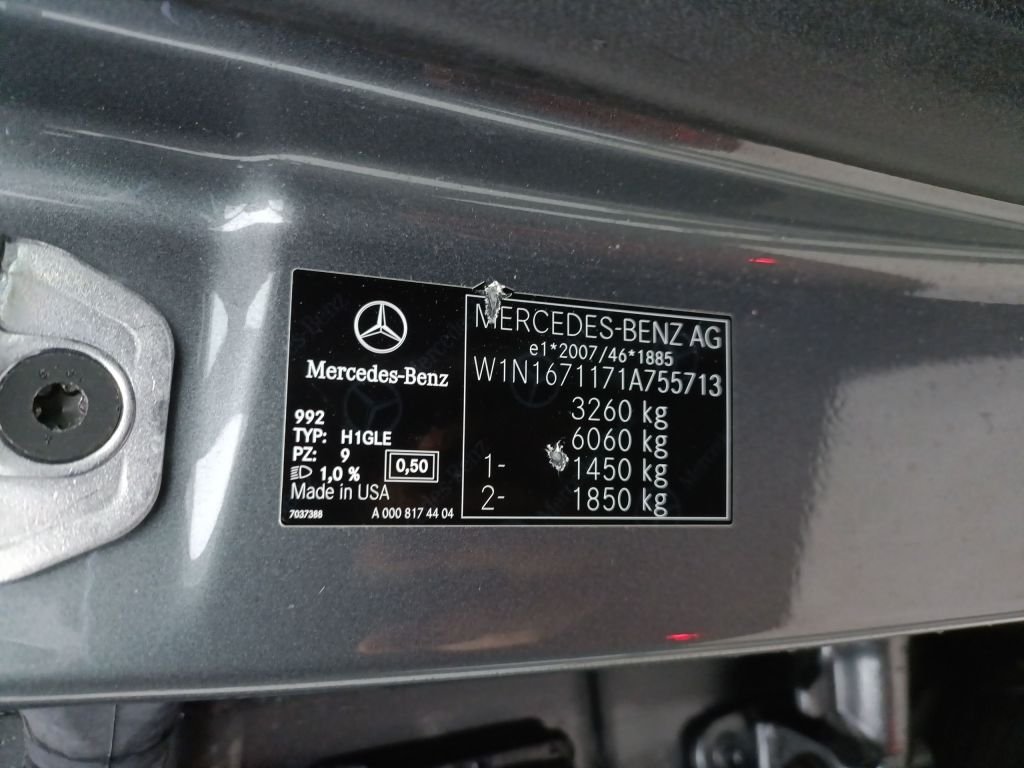 Mercedes-Benz
992
TYP: H1GLE
PZ: 9
1,0 %
0,50
Made in USA
7037388
A 000 817 44 04
MERCEDES-BENZ AG
e1*2007/46*1885
W1N1671171A755713
3260 kg
6060 kg
1- 1450 kg
2- 1850 kg